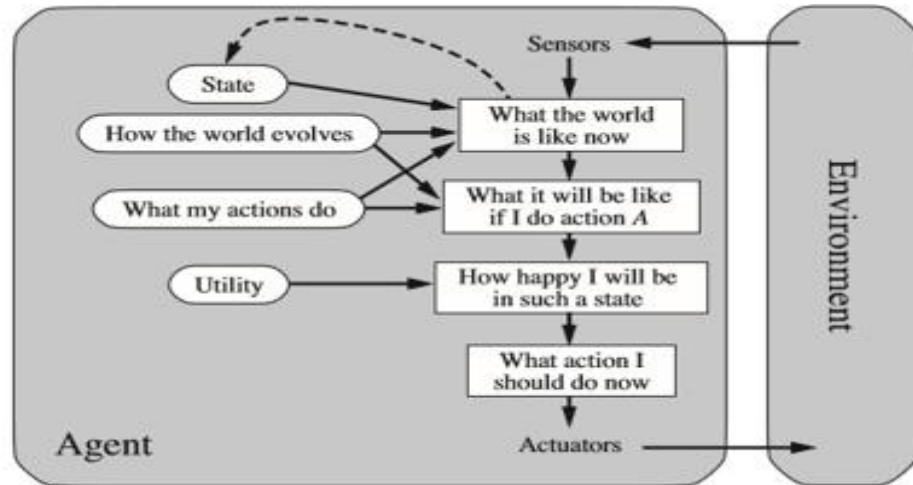 Sensors
State
What the world
is like now
How the world evolves
What it will be like
if I do action A
What my actions do
How happy I will be
in such a state
Utility
What action I
should do now
Agent
Actuators
Environment